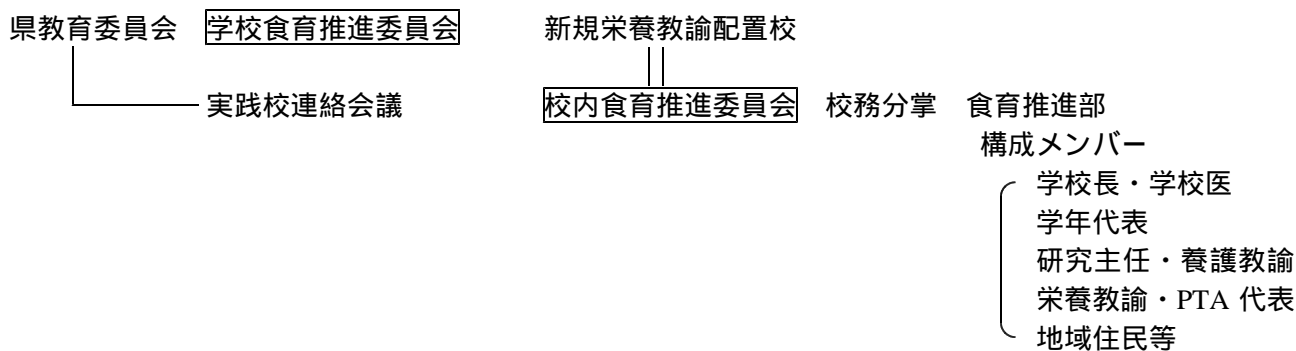 県教育委員会 学校食育推進委員会 新規栄養教諭配置校
実践校連絡会議 校内食育推進委員会 校務分掌 食育推進部
構成メンバー
学校長・学校医
学年代表
研究主任・養護教諭
栄養教諭・PTA 代表
地域住民等